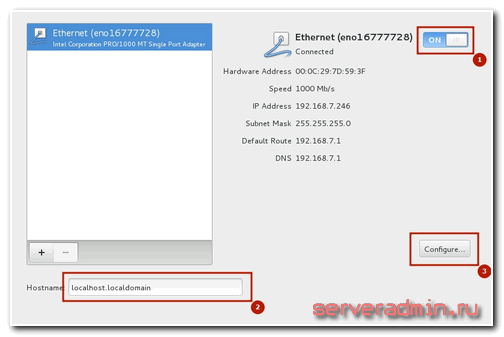 Ethernet (eno16777728)
Intel Corporation PRO/1000 MT Single Port Adapter
Ethernet (eno16777728)
Connected
ON
1
Hardware Address 00:0C:29:7D:59:3F
Speed 1000 Mb/s
IP Address 192.168.7.246
Subnet Mask 255.255.255.0
Default Route 192.168.7.1
DNS 192.168.7.1
+ −
Configure...
3
Hostname: localhost.localdomain
2
serveradmin.ru